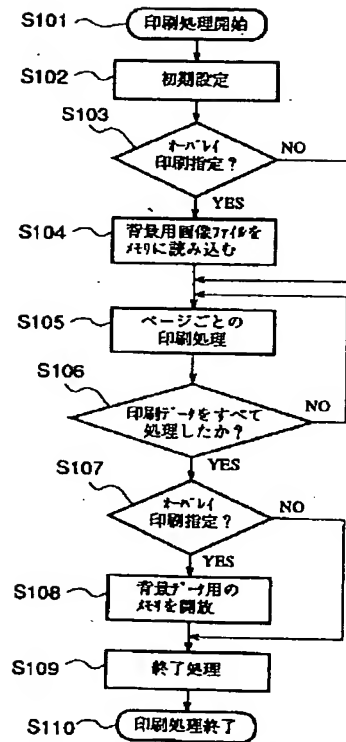 S101
印刷処理開始
S102
初期設定
S103
オーバレイ
印刷指定?
NO
YES
S104
背景用画像ファイルを
メモリに読み込む
S105
ページごとの
印刷処理
S106
印刷データをすべて
処理したか?
NO
YES
S107
オーバレイ
印刷指定?
NO
YES
S108
背景データ用の
メモリを開放
S109
終了処理
S110
印刷処理終了